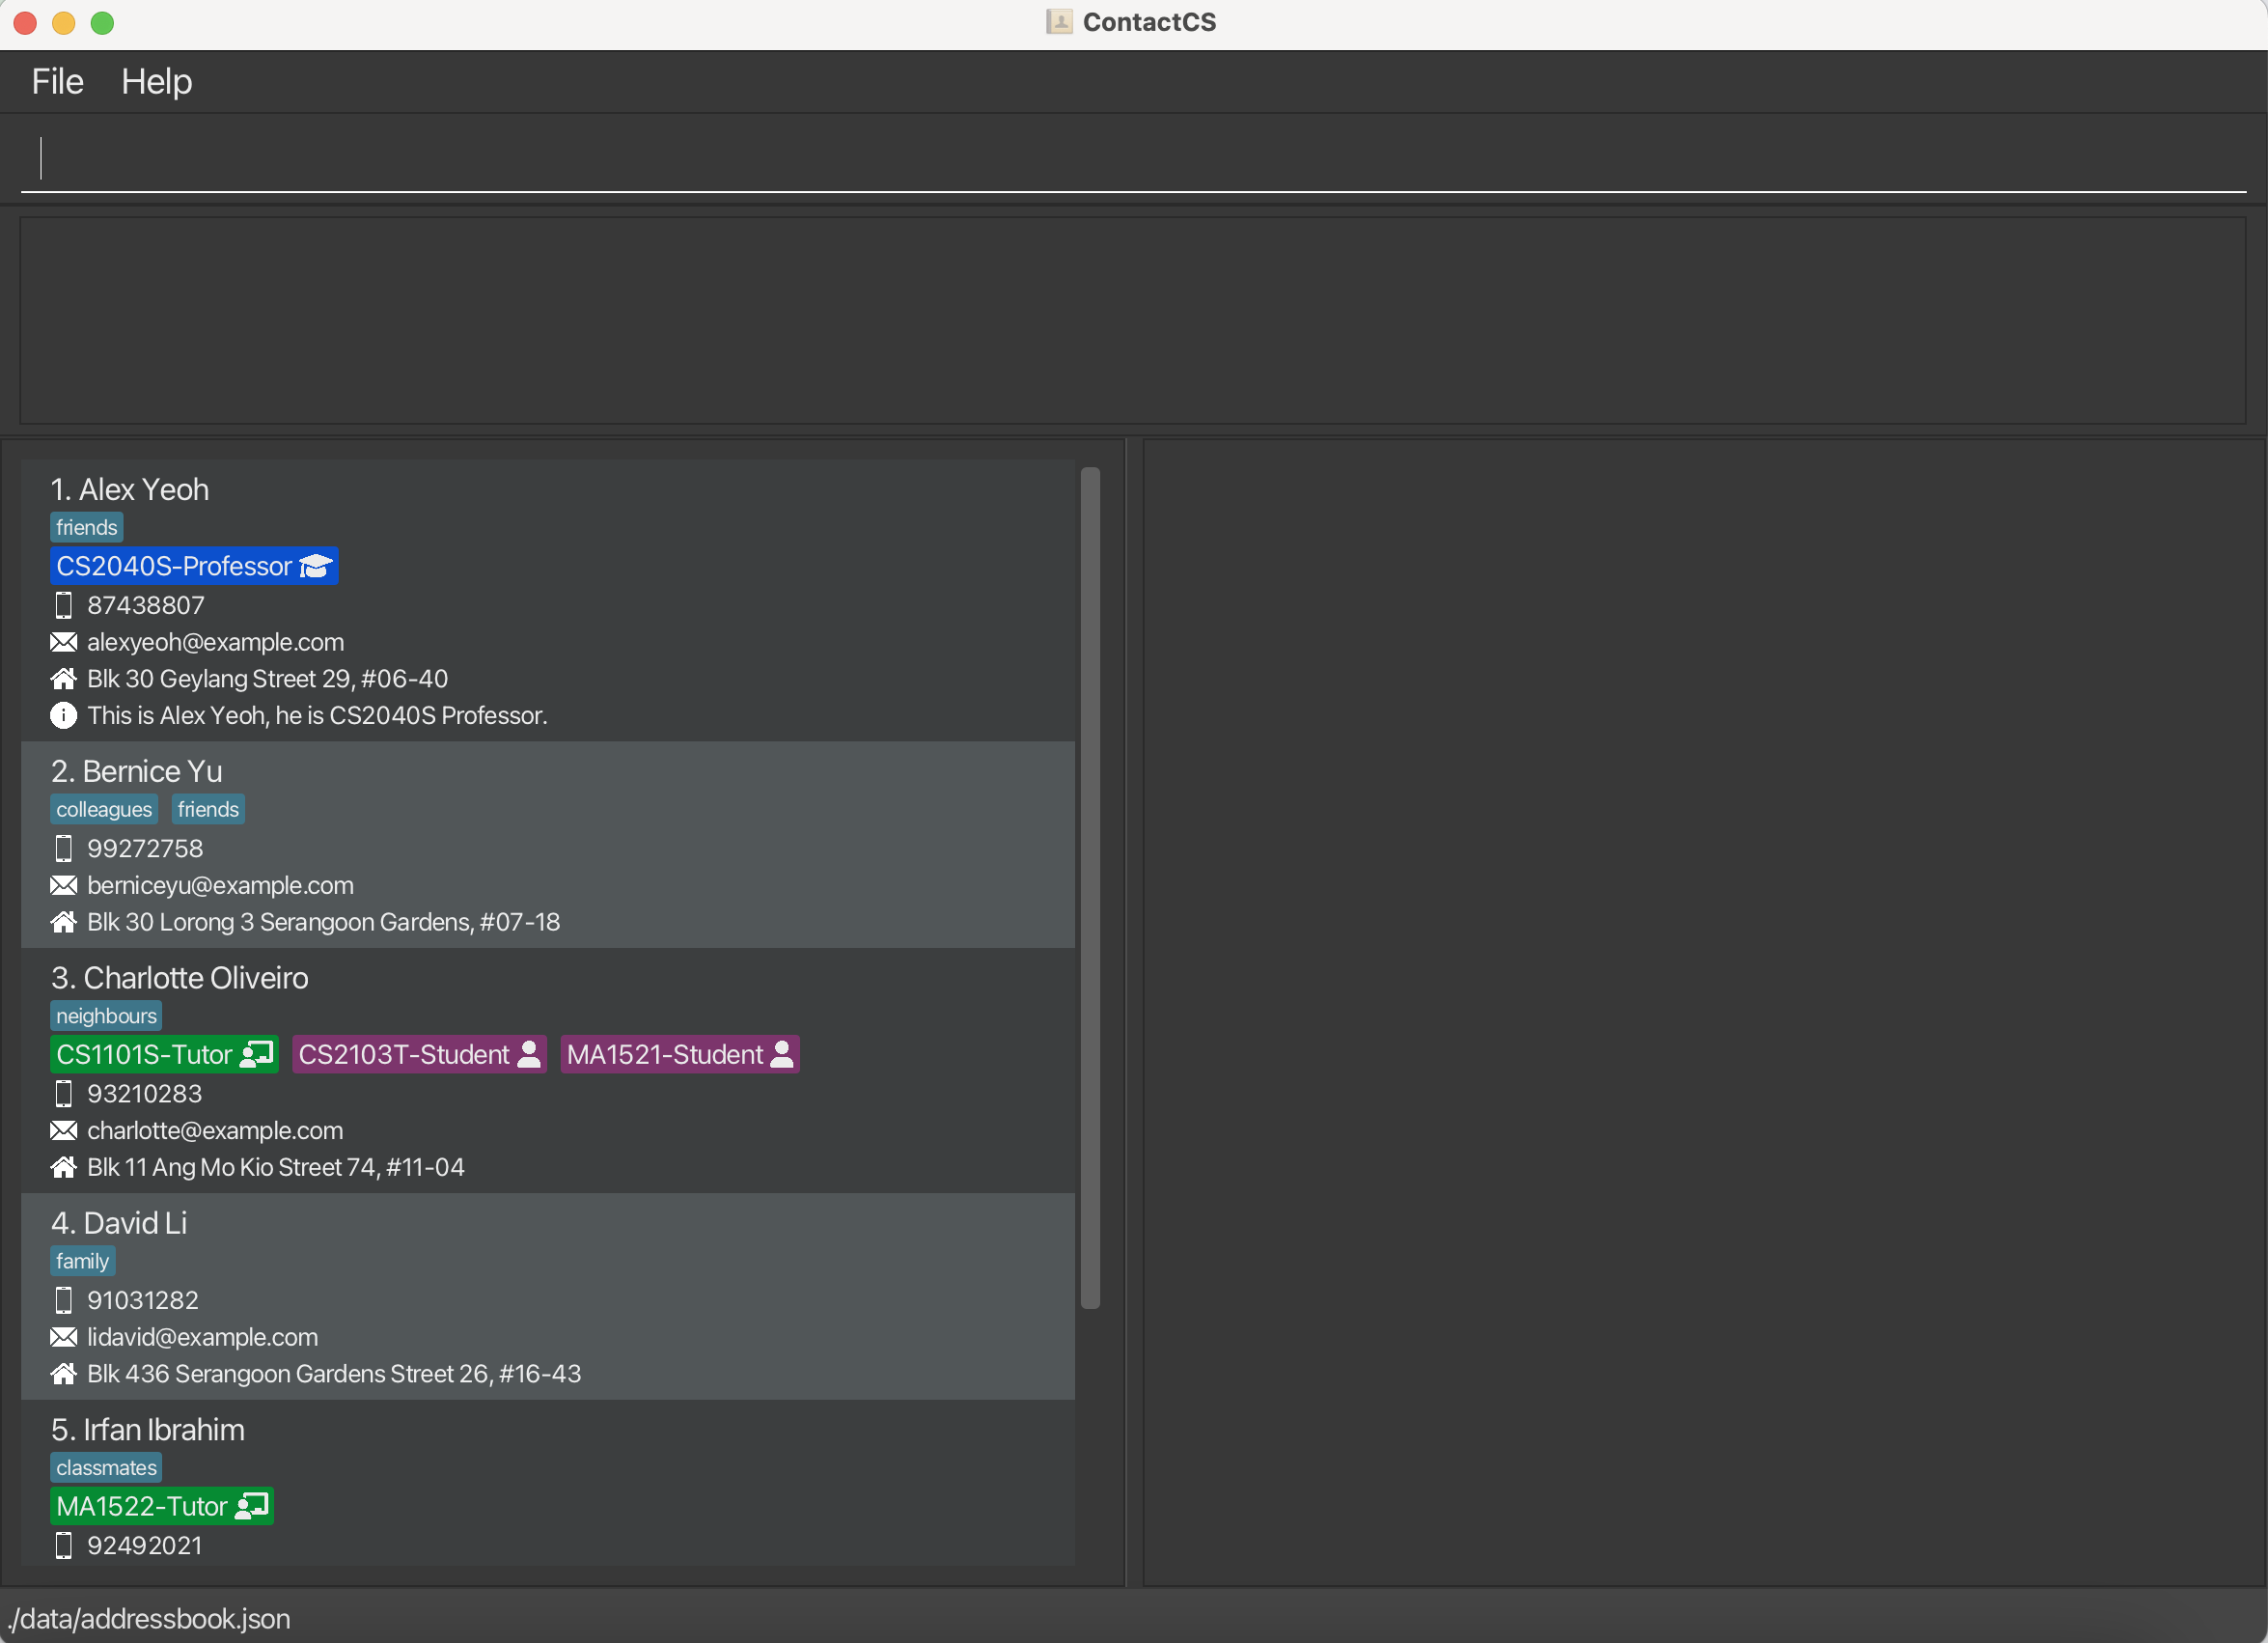 ContactCS
File Help
1. Alex Yeoh
friends
CS2040S-Professor
87438807
alexyeoh@example.com
Blk 30 Geylang Street 29, #06-40
This is Alex Yeoh, he is CS2040S Professor.
2. Bernice Yu
colleagues friends
99272758
berniceyu@example.com
Blk 30 Lorong 3 Serangoon Gardens, #07-18
3. Charlotte Oliveiro
neighbours
CS1101S-Tutor CS2103T-Student MA1521-Student
93210283
charlotte@example.com
Blk 11 Ang Mo Kio Street 74, #11-04
4. David Li
family
91031282
lidavid@example.com
Blk 436 Serangoon Gardens Street 26, #16-43
5. Irfan Ibrahim
classmates
MA1522-Tutor
92492021
./data/addressbook.json